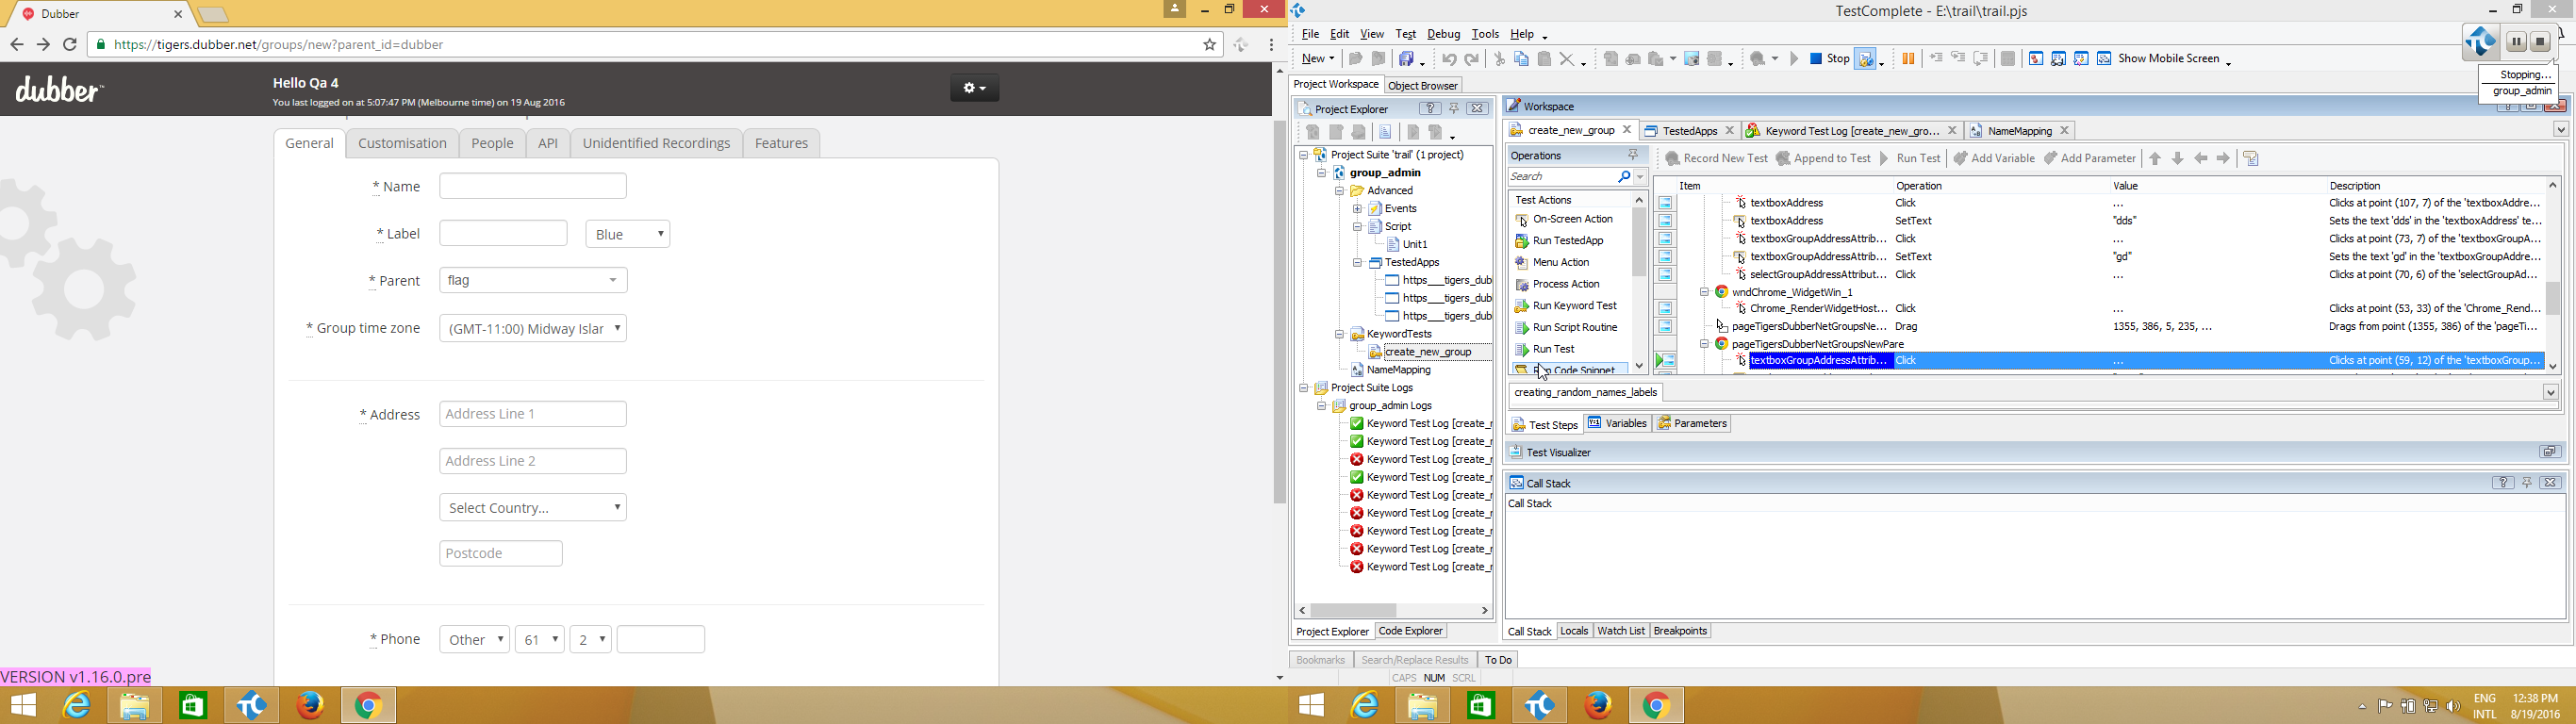 Dubber
https://tigers.dubber.net/groups/new?parent_id=dubber
dubber
Hello Qa 4
You last logged on at 5:07:47 PM (Melbourne time) on 19 Aug 2016
General
Customisation
People
API
Unidentified Recordings
Features
* Name
* Label
Blue
* Parent
flag
* Group time zone
(GMT-11:00) Midway Islar
* Address
Address Line 1
Address Line 2
Select Country...
Postcode
* Phone
Other
61
2
VERSION v1.16.0.pre
TestComplete - E:\trail\trail.pjs
File Edit View Test Debug Tools Help
New
Stop
Show Mobile Screen
Stopping...
group_admin
Project Workspace
Object Browser
Project Explorer
Project Suite 'trail' (1 project)
group_admin
Advanced
Events
Script
Unit1
TestedApps
https___tigers_dub
https___tigers_dub
https___tigers_dub
KeywordTests
create_new_group
NameMapping
Project Suite Logs
group_admin Logs
Keyword Test Log [create_r
Keyword Test Log [create_r
Keyword Test Log [create_r
Keyword Test Log [create_r
Keyword Test Log [create_r
Keyword Test Log [create_r
Keyword Test Log [create_r
Keyword Test Log [create_r
Keyword Test Log [create_r
Project Explorer
Code Explorer
Workspace
create_new_group
TestedApps
Keyword Test Log [create_new_gro...
NameMapping
Operations
Search
Test Actions
On-Screen Action
Run TestedApp
Menu Action
Process Action
Run Keyword Test
Run Script Routine
Run Test
Run Code Snippet
Record New Test
Append to Test
Run Test
Add Variable
Add Parameter
Item Operation Value Description
textboxAddress Click ... Clicks at point (107, 7) of the 'textboxAddre...
textboxAddress SetText "dds" Sets the text 'dds' in the 'textboxAddress' te...
textboxGroupAddressAttrib... Click ... Clicks at point (73, 7) of the 'textboxGroupA...
textboxGroupAddressAttrib... SetText "gd" Sets the text 'gd' in the 'textboxGroupAddre...
selectGroupAddressAttribut... Click ... Clicks at point (70, 6) of the 'selectGroupAd...
wndChrome_WidgetWin_1
Chrome_RenderWidgetHost... Click ... Clicks at point (53, 33) of the 'Chrome_Rend...
pageTigersDubberNetGroupsNe... Drag 1355, 386, 5, 235, ... Drags from point (1355, 386) of the 'pageTi...
pageTigersDubberNetGroupsNewPare
textboxGroupAddressAttrib... Click ... Clicks at point (59, 12) of the 'textboxGroup...
creating_random_names_labels
Test Steps
Variables
Parameters
Test Visualizer
Call Stack
Call Stack
Call Stack
Locals
Watch List
Breakpoints
Bookmarks
Search/Replace Results
To Do
CAPS NUM SCRL
ENG
INTL
12:38 PM
8/19/2016